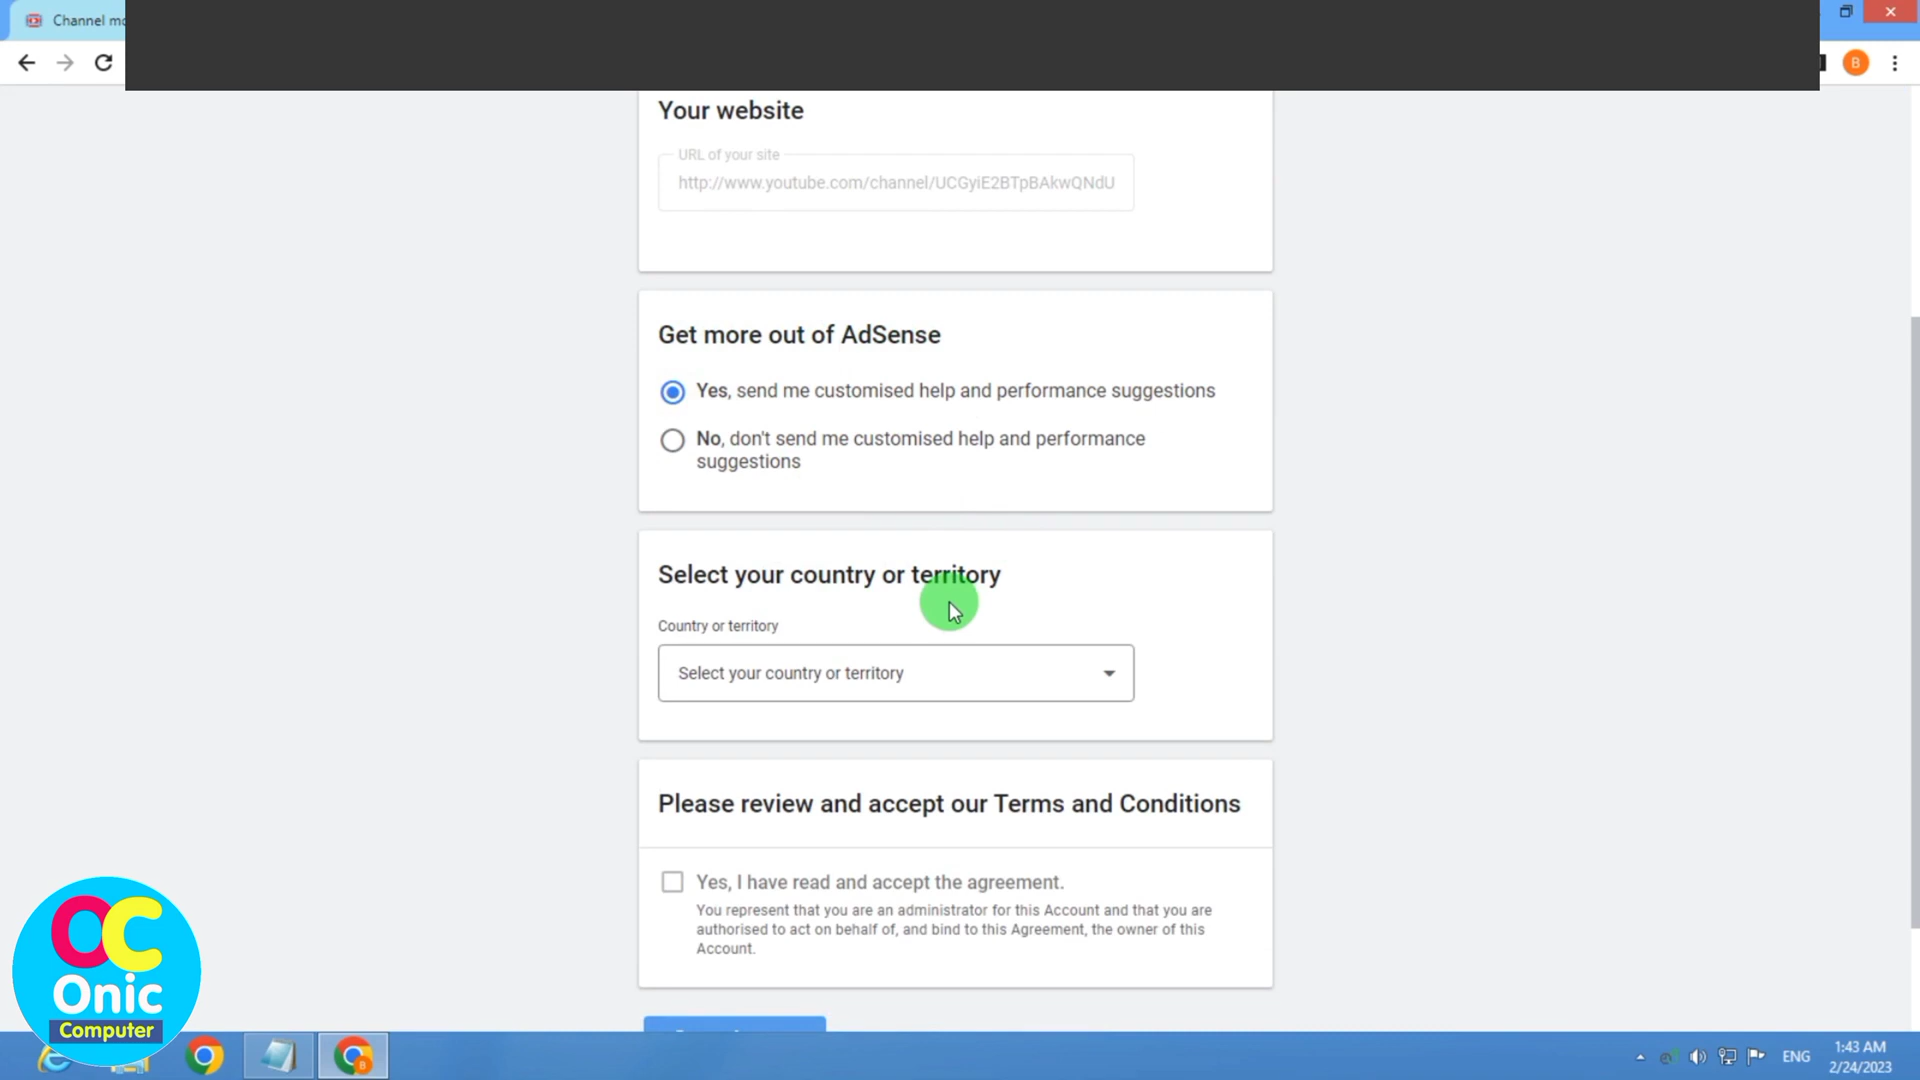 Channel mo
B
Your website
URL of your site
http://www.youtube.com/channel/UCGyiE2BTpBAkwQNdU
Get more out of AdSense
Yes, send me customised help and performance suggestions
No, don't send me customised help and performance
suggestions
Select your country or territory
Country or territory
Select your country or territory
Please review and accept our Terms and Conditions
Yes, I have read and accept the agreement.
You represent that you are an administrator for this Account and that you are
authorised to act on behalf of, and bind to this Agreement, the owner of this
Account.
OC
Onic
Computer
B
ENG
1:43 AM
2/24/2023